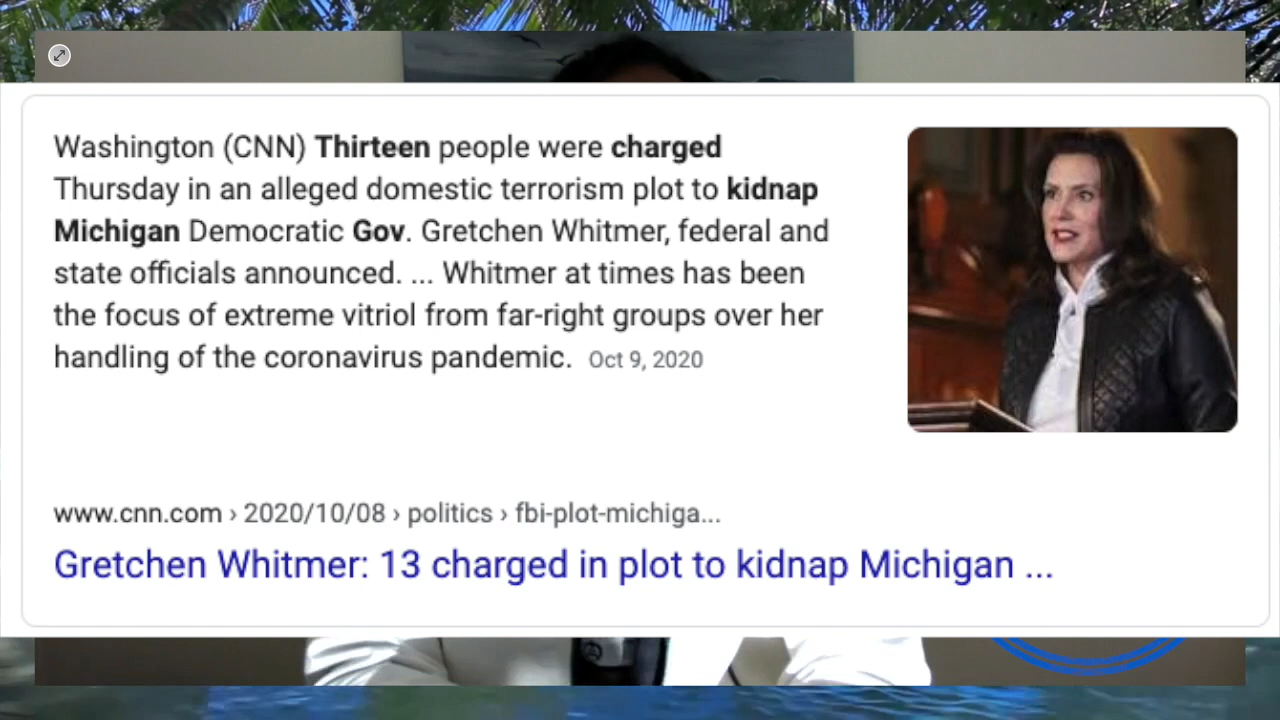 Washington (CNN) Thirteen people were charged
Thursday in an alleged domestic terrorism plot to kidnap
Michigan Democratic Gov. Gretchen Whitmer, federal and
state officials announced. ... Whitmer at times has been
the focus of extreme vitriol from far-right groups over her
handling of the coronavirus pandemic. Oct 9, 2020
www.cnn.com › 2020/10/08 › politics › fbi-plot-michiga...
Gretchen Whitmer: 13 charged in plot to kidnap Michigan ...